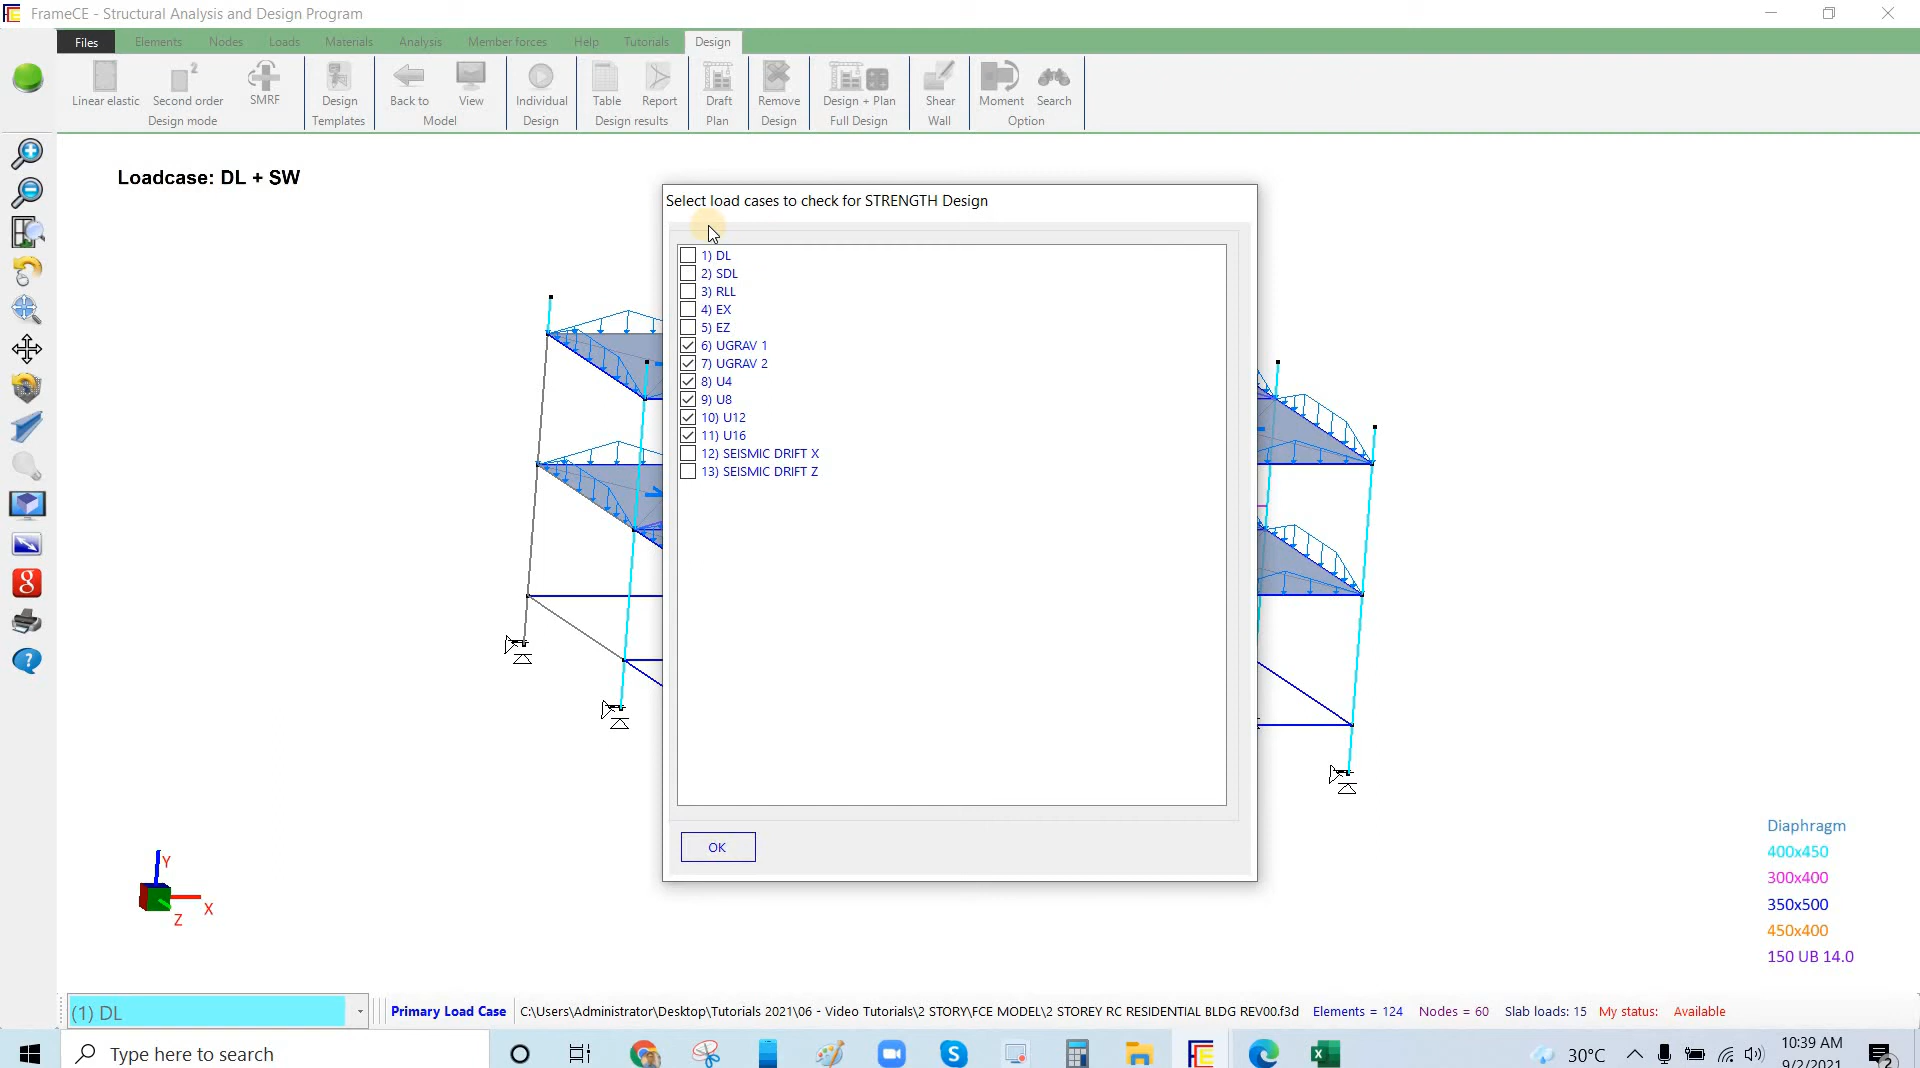 FrameCE - Structural Analysis and Design Program
Files Elements Nodes Loads Materials Analysis Member forces Help Tutorials Design
Linear elastic Second order SMRF Design Back to View Individual Table Report Draft Remove Design + Plan Shear Moment Search
Design mode Templates Model Design Design results Plan Design Full Design Wall Option
Loadcase: DL + SW
Select load cases to check for STRENGTH Design
1) DL
2) SDL
3) RLL
4) EX
5) EZ
6) UGRAV 1
7) UGRAV 2
8) U4
9) U8
10) U12
11) U16
12) SEISMIC DRIFT X
13) SEISMIC DRIFT Z
OK
Y
X
Z
Diaphragm
400x450
300x400
350x500
450x400
150 UB 14.0
(1) DL Primary Load Case C:\Users\Administrator\Desktop\Tutorials 2021\06 - Video Tutorials\2 STORY\FCE MODEL\2 STOREY RC RESIDENTIAL BLDG REV00.f3d Elements = 124 Nodes = 60 Slab loads: 15 My status: Available
Type here to search
30°C
10:39 AM
9/2/2021
2